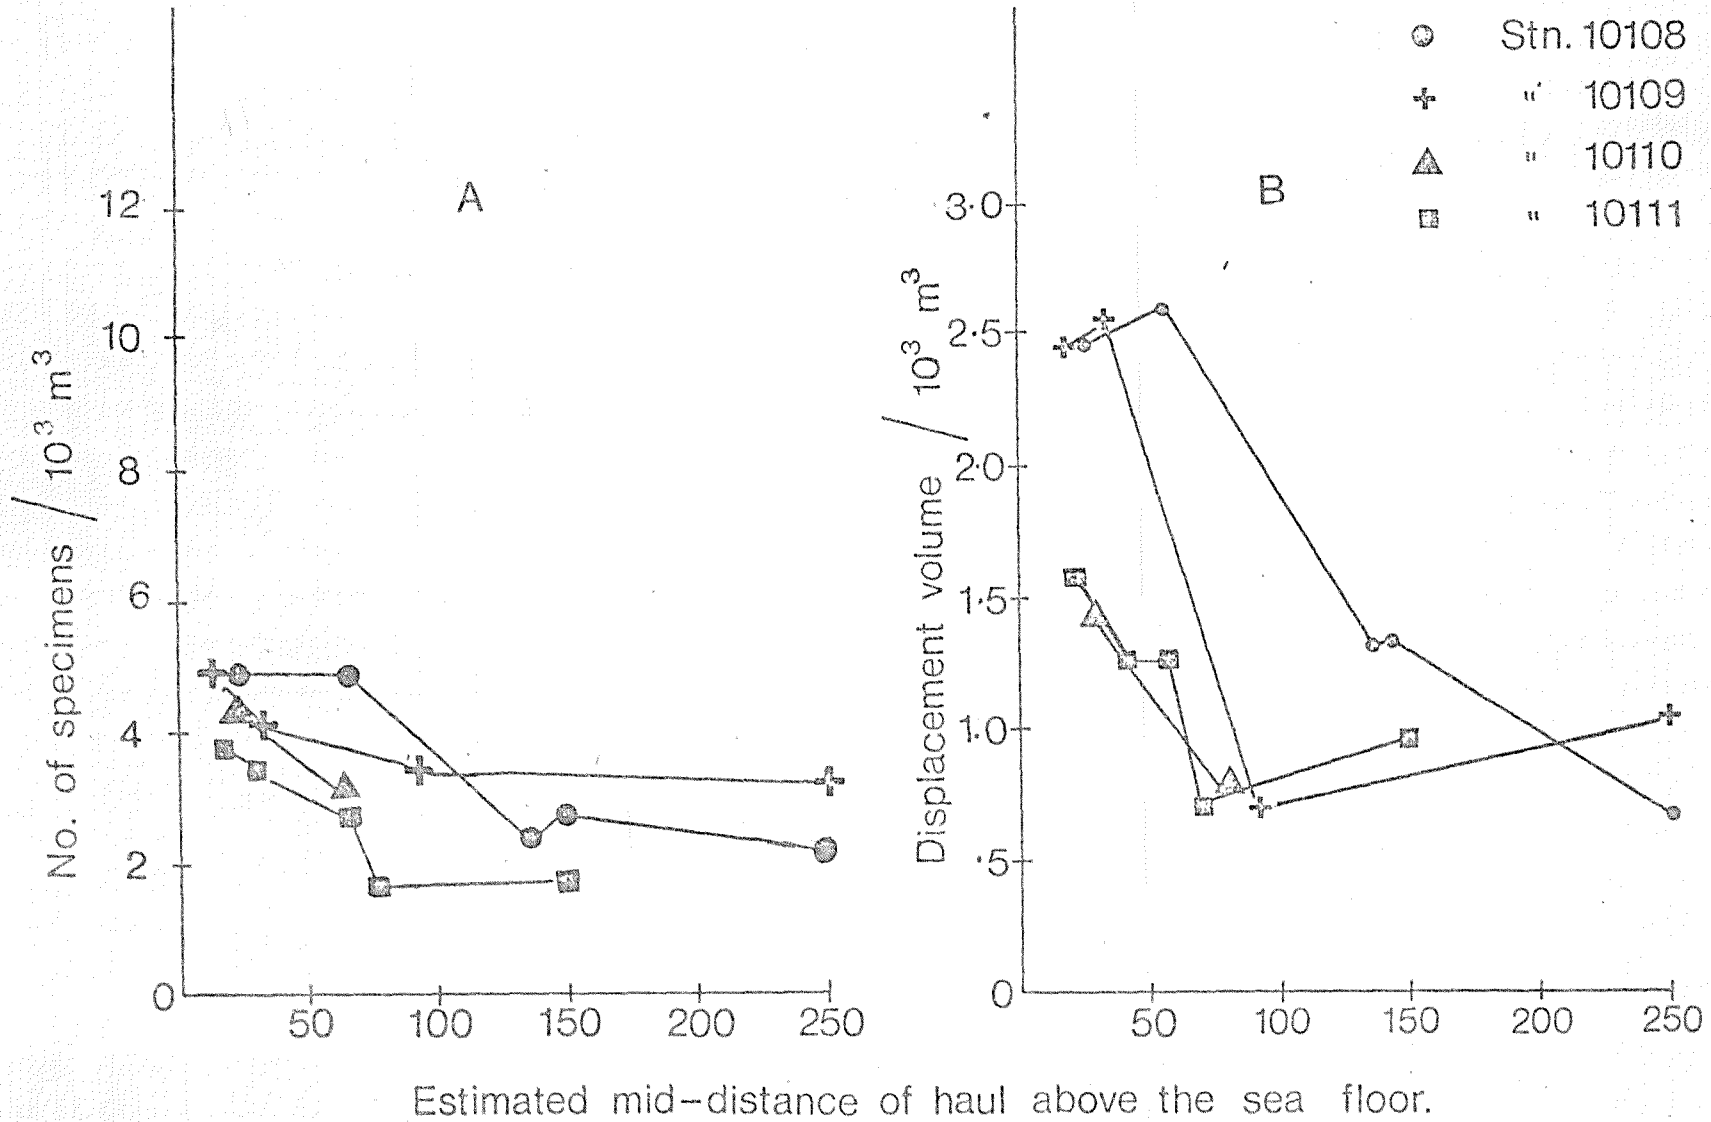 A
No. of specimens / 10³ m³
12
10
8
6
4
2
0
50 100 150 200 250
B
Displacement volume / 10³ m³
3·0
2·5
2·0
1·5
1·0
·5
0
50 100 150 200 250
Stn. 10108
" 10109
" 10110
" 10111
Estimated mid-distance of haul above the sea floor.